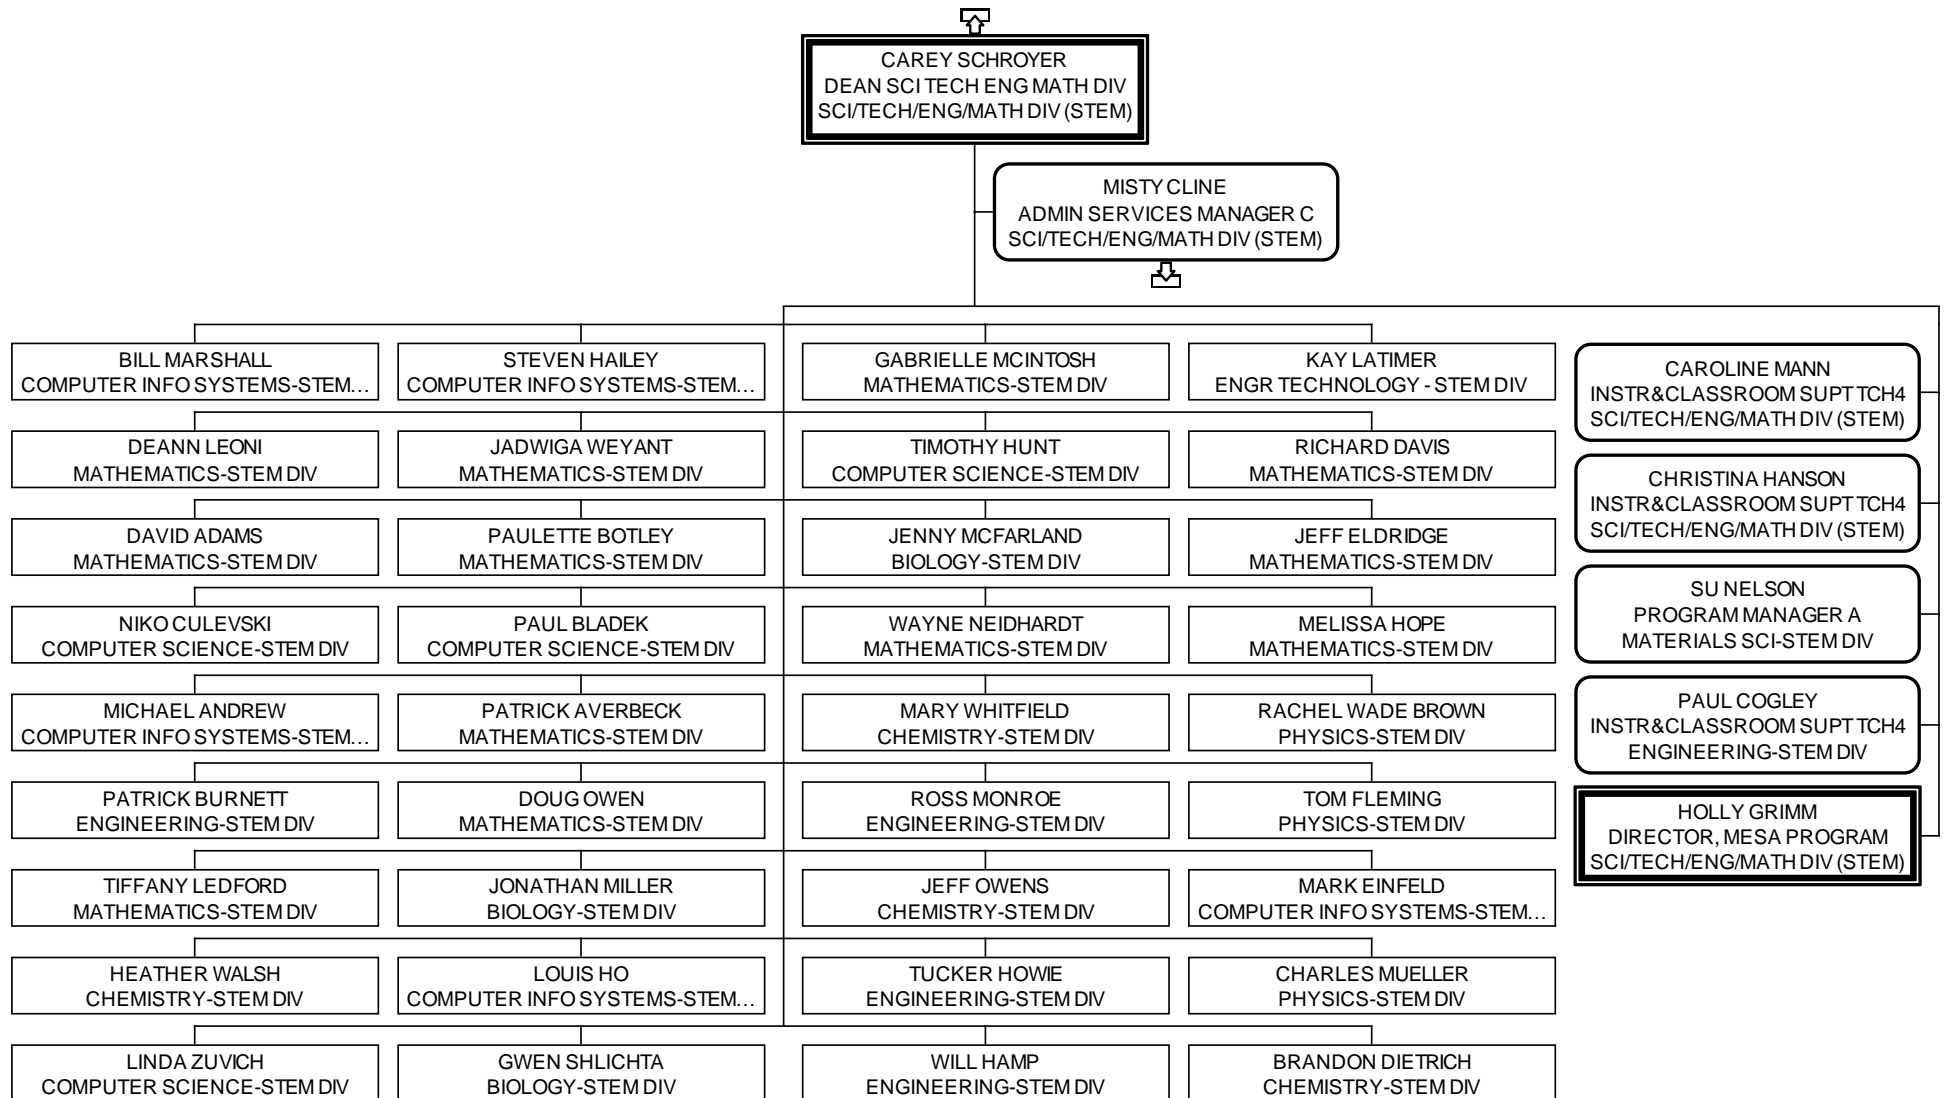 CAREY SCHROYER
DEAN SCI TECH ENG MATH DIV
SCI/TECH/ENG/MATH DIV (STEM)
MISTY CLINE
ADMIN SERVICES MANAGER C
SCI/TECH/ENG/MATH DIV (STEM)
BILL MARSHALL
COMPUTER INFO SYSTEMS-STEM...
STEVEN HAILEY
COMPUTER INFO SYSTEMS-STEM...
GABRIELLE MCINTOSH
MATHEMATICS-STEM DIV
KAY LATIMER
ENGR TECHNOLOGY - STEM DIV
DEANN LEONI
MATHEMATICS-STEM DIV
JADWIGA WEYANT
MATHEMATICS-STEM DIV
TIMOTHY HUNT
COMPUTER SCIENCE-STEM DIV
RICHARD DAVIS
MATHEMATICS-STEM DIV
DAVID ADAMS
MATHEMATICS-STEM DIV
PAULETTE BOTLEY
MATHEMATICS-STEM DIV
JENNY MCFARLAND
BIOLOGY-STEM DIV
JEFF ELDRIDGE
MATHEMATICS-STEM DIV
NIKO CULEVSKI
COMPUTER SCIENCE-STEM DIV
PAUL BLADEK
COMPUTER SCIENCE-STEM DIV
WAYNE NEIDHARDT
MATHEMATICS-STEM DIV
MELISSA HOPE
MATHEMATICS-STEM DIV
MICHAEL ANDREW
COMPUTER INFO SYSTEMS-STEM...
PATRICK AVERBECK
MATHEMATICS-STEM DIV
MARY WHITFIELD
CHEMISTRY-STEM DIV
RACHEL WADE BROWN
PHYSICS-STEM DIV
PATRICK BURNETT
ENGINEERING-STEM DIV
DOUG OWEN
MATHEMATICS-STEM DIV
ROSS MONROE
ENGINEERING-STEM DIV
TOM FLEMING
PHYSICS-STEM DIV
TIFFANY LEDFORD
MATHEMATICS-STEM DIV
JONATHAN MILLER
BIOLOGY-STEM DIV
JEFF OWENS
CHEMISTRY-STEM DIV
MARK EINFELD
COMPUTER INFO SYSTEMS-STEM...
HEATHER WALSH
CHEMISTRY-STEM DIV
LOUIS HO
COMPUTER INFO SYSTEMS-STEM...
TUCKER HOWIE
ENGINEERING-STEM DIV
CHARLES MUELLER
PHYSICS-STEM DIV
LINDA ZUVICH
COMPUTER SCIENCE-STEM DIV
GWEN SHLICHTA
BIOLOGY-STEM DIV
WILL HAMP
ENGINEERING-STEM DIV
BRANDON DIETRICH
CHEMISTRY-STEM DIV
CAROLINE MANN
INSTR&CLASSROOM SUPT TCH4
SCI/TECH/ENG/MATH DIV (STEM)
CHRISTINA HANSON
INSTR&CLASSROOM SUPT TCH4
SCI/TECH/ENG/MATH DIV (STEM)
SU NELSON
PROGRAM MANAGER A
MATERIALS SCI-STEM DIV
PAUL COGLEY
INSTR&CLASSROOM SUPT TCH4
ENGINEERING-STEM DIV
HOLLY GRIMM
DIRECTOR, MESA PROGRAM
SCI/TECH/ENG/MATH DIV (STEM)